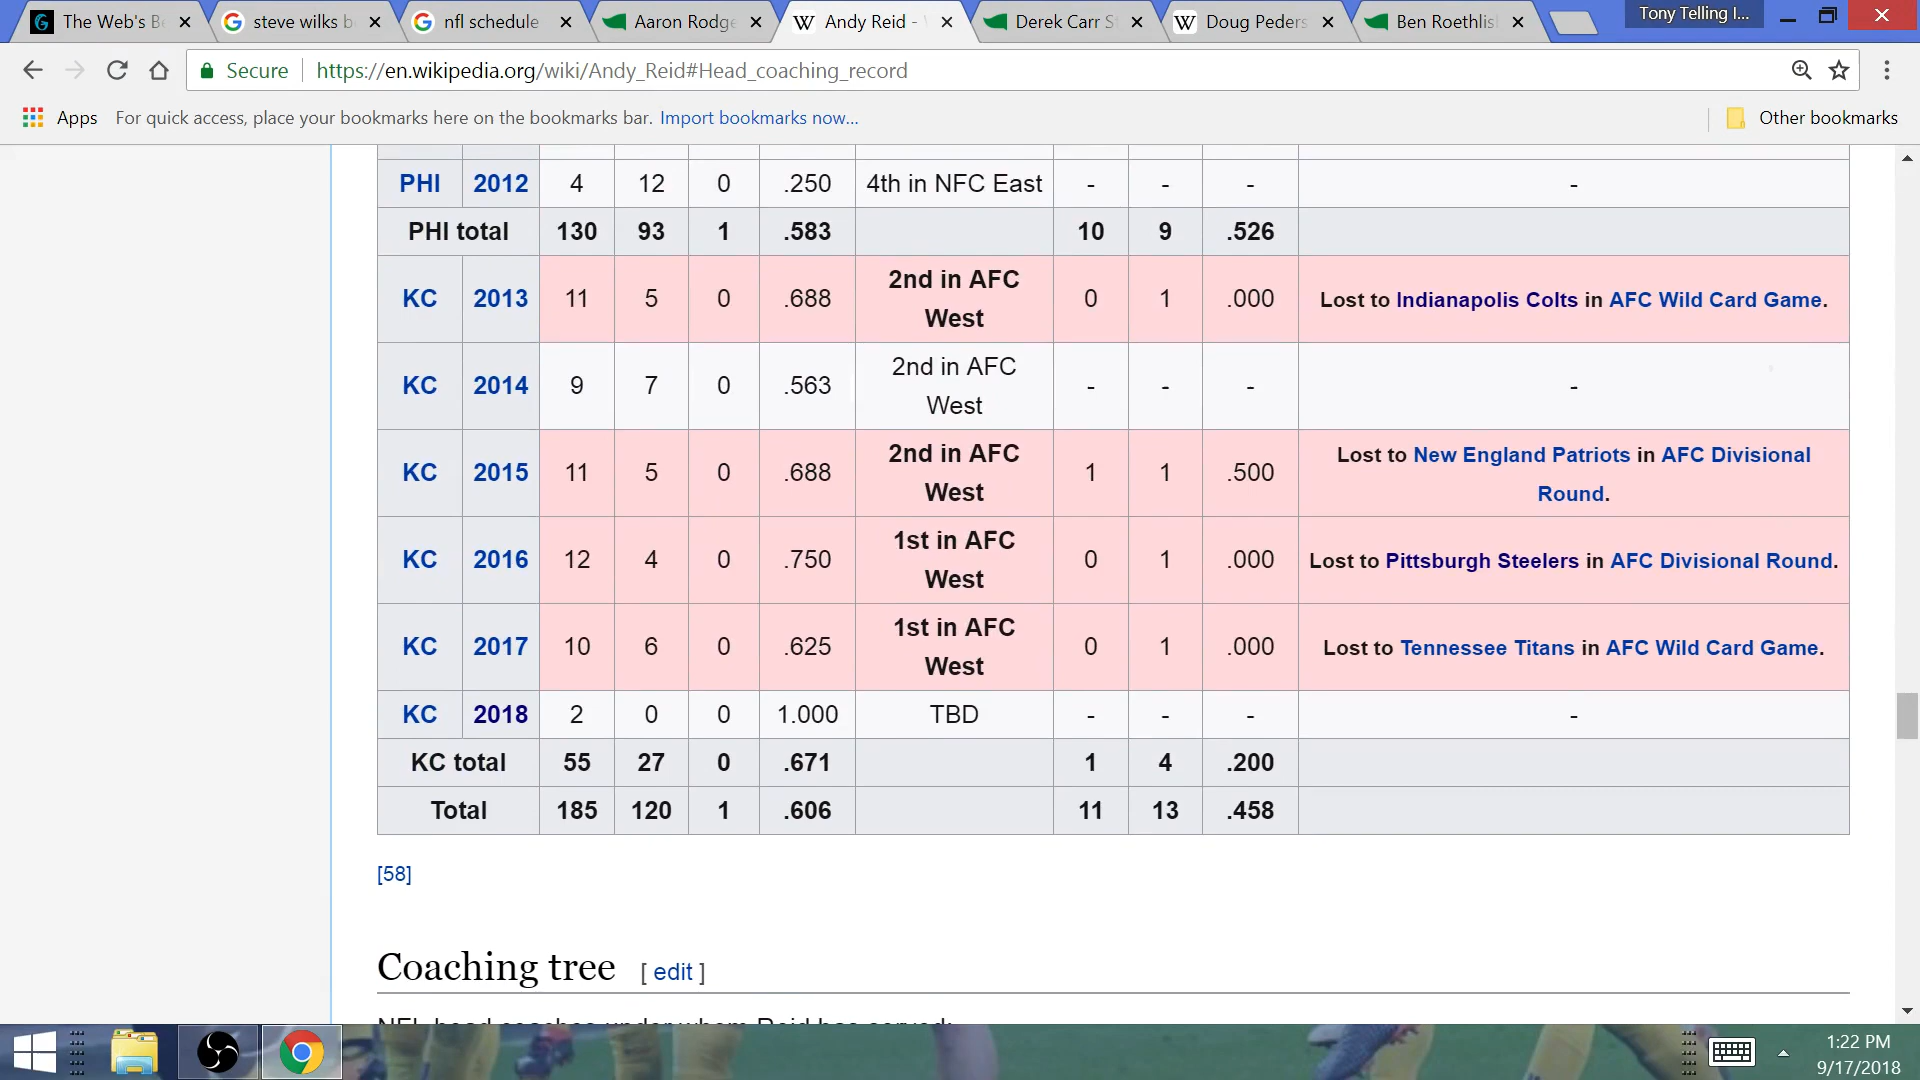 The Web's B
steve wilks b
nfl schedule
Aaron Rodge
Andy Reid -
Derek Carr S
Doug Peders
Ben Roethlis
Tony Telling I...
Secure
https://en.wikipedia.org/wiki/Andy_Reid#Head_coaching_record
Apps For quick access, place your bookmarks here on the bookmarks bar. Import bookmarks now... Other bookmarks
PHI 2012 4 12 0 .250 4th in NFC East - - - -
PHI total 130 93 1 .583 10 9 .526
KC 2013 11 5 0 .688 2nd in AFC West 0 1 .000 Lost to Indianapolis Colts in AFC Wild Card Game.
KC 2014 9 7 0 .563 2nd in AFC West - - - -
KC 2015 11 5 0 .688 2nd in AFC West 1 1 .500 Lost to New England Patriots in AFC Divisional Round.
KC 2016 12 4 0 .750 1st in AFC West 0 1 .000 Lost to Pittsburgh Steelers in AFC Divisional Round.
KC 2017 10 6 0 .625 1st in AFC West 0 1 .000 Lost to Tennessee Titans in AFC Wild Card Game.
KC 2018 2 0 0 1.000 TBD - - - -
KC total 55 27 0 .671 1 4 .200
Total 185 120 1 .606 11 13 .458
[58]
Coaching tree [ edit ]
NFL head coaches under whom Reid has served:
1:22 PM
9/17/2018